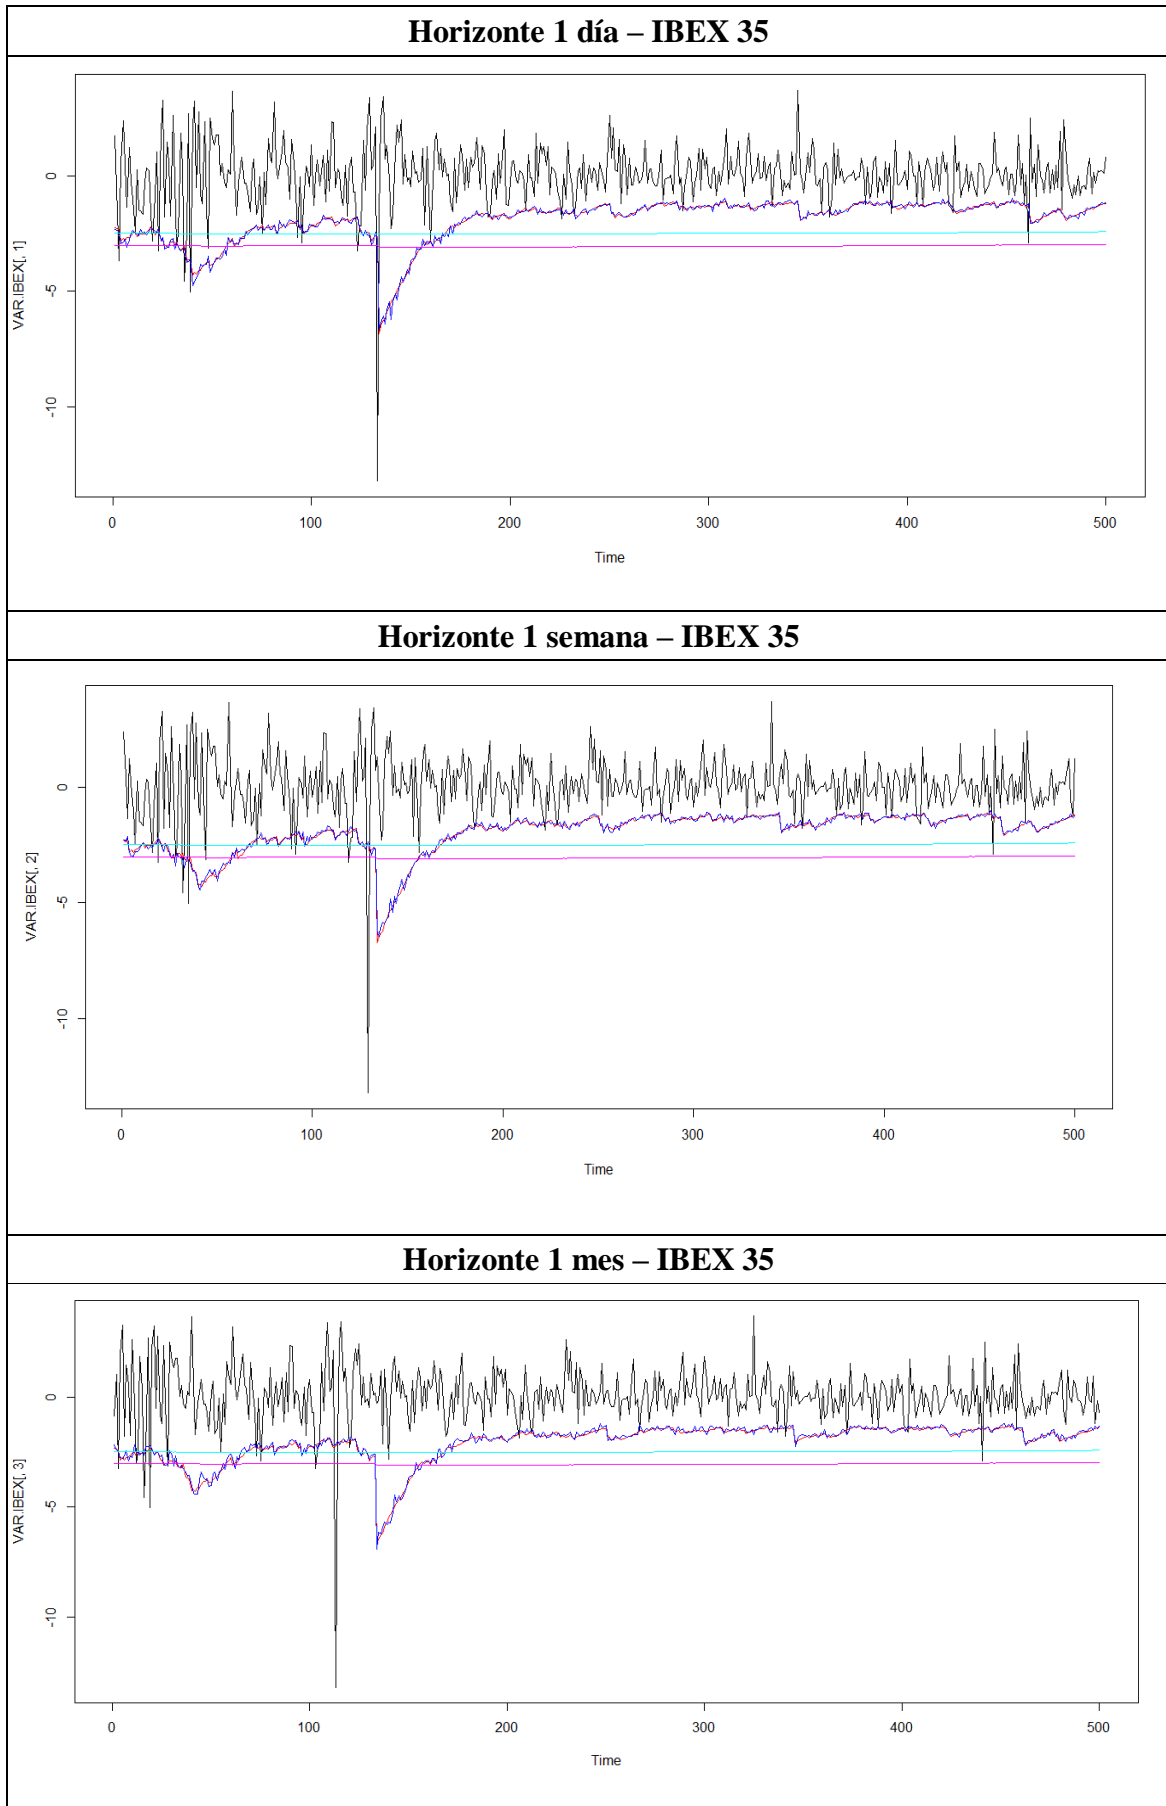 Horizonte 1 día – IBEX 35
VAR.IBEX[, 1]
0
-5
-10
0 100 200 300 400 500
Time
Horizonte 1 semana – IBEX 35
VAR.IBEX[, 2]
0
-5
-10
0 100 200 300 400 500
Time
Horizonte 1 mes – IBEX 35
VAR.IBEX[, 3]
0
-5
-10
0 100 200 300 400 500
Time